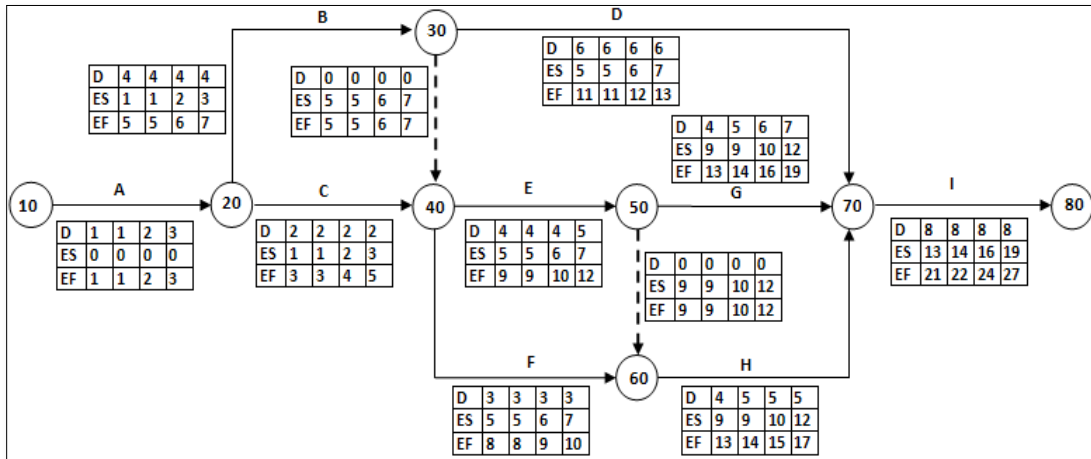 B
30
D
D 6 6 6 6
ES 5 5 6 7
EF 11 11 12 13
D 4 4 4 4
ES 1 1 2 3
EF 5 5 6 7
D 0 0 0 0
ES 5 5 6 7
EF 5 5 6 7
D 4 5 6 7
ES 9 9 10 12
EF 13 14 16 19
10
A
20
C
40
E
50
G
70
I
80
D 1 1 2 3
ES 0 0 0 0
EF 1 1 2 3
D 2 2 2 2
ES 1 1 2 3
EF 3 3 4 5
D 4 4 4 5
ES 5 5 6 7
EF 9 9 10 12
D 8 8 8 8
ES 13 14 16 19
EF 21 22 24 27
D 0 0 0 0
ES 9 9 10 12
EF 9 9 10 12
F
60
H
D 3 3 3 3
ES 5 5 6 7
EF 8 8 9 10
D 4 5 5 5
ES 9 9 10 12
EF 13 14 15 17